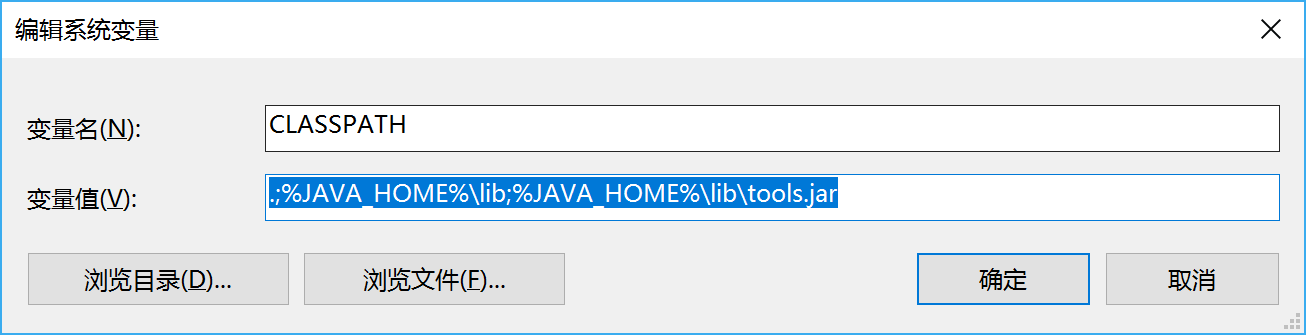 编辑系统变量
变量名(N):
CLASSPATH
变量值(V):
.;%JAVA_HOME%\lib;%JAVA_HOME%\lib\tools.jar
浏览目录(D)...
浏览文件(F)...
确定
取消